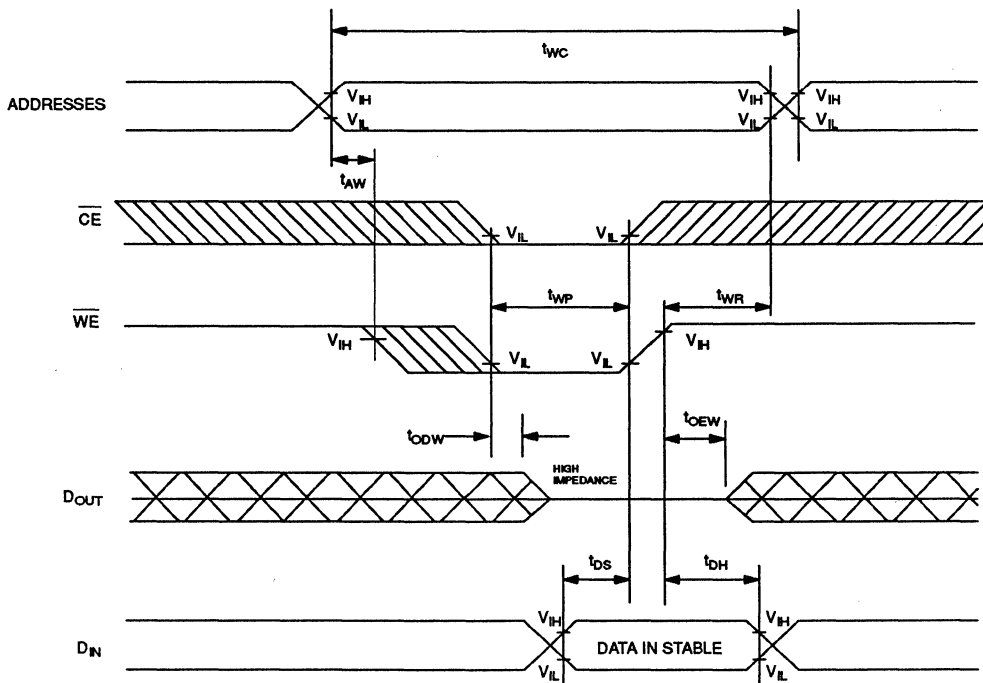 tWC
ADDRESSES
VIH VIH VIH
VIL VIL VIL
tAW
CE
VIL VIL
tWP tWR
WE
VIH VIH
VIL VIL
tODW tOEW
HIGH
IMPEDANCE
DOUT
tDS tDH
VIH VIH
DIN DATA IN STABLE
VIL VIL